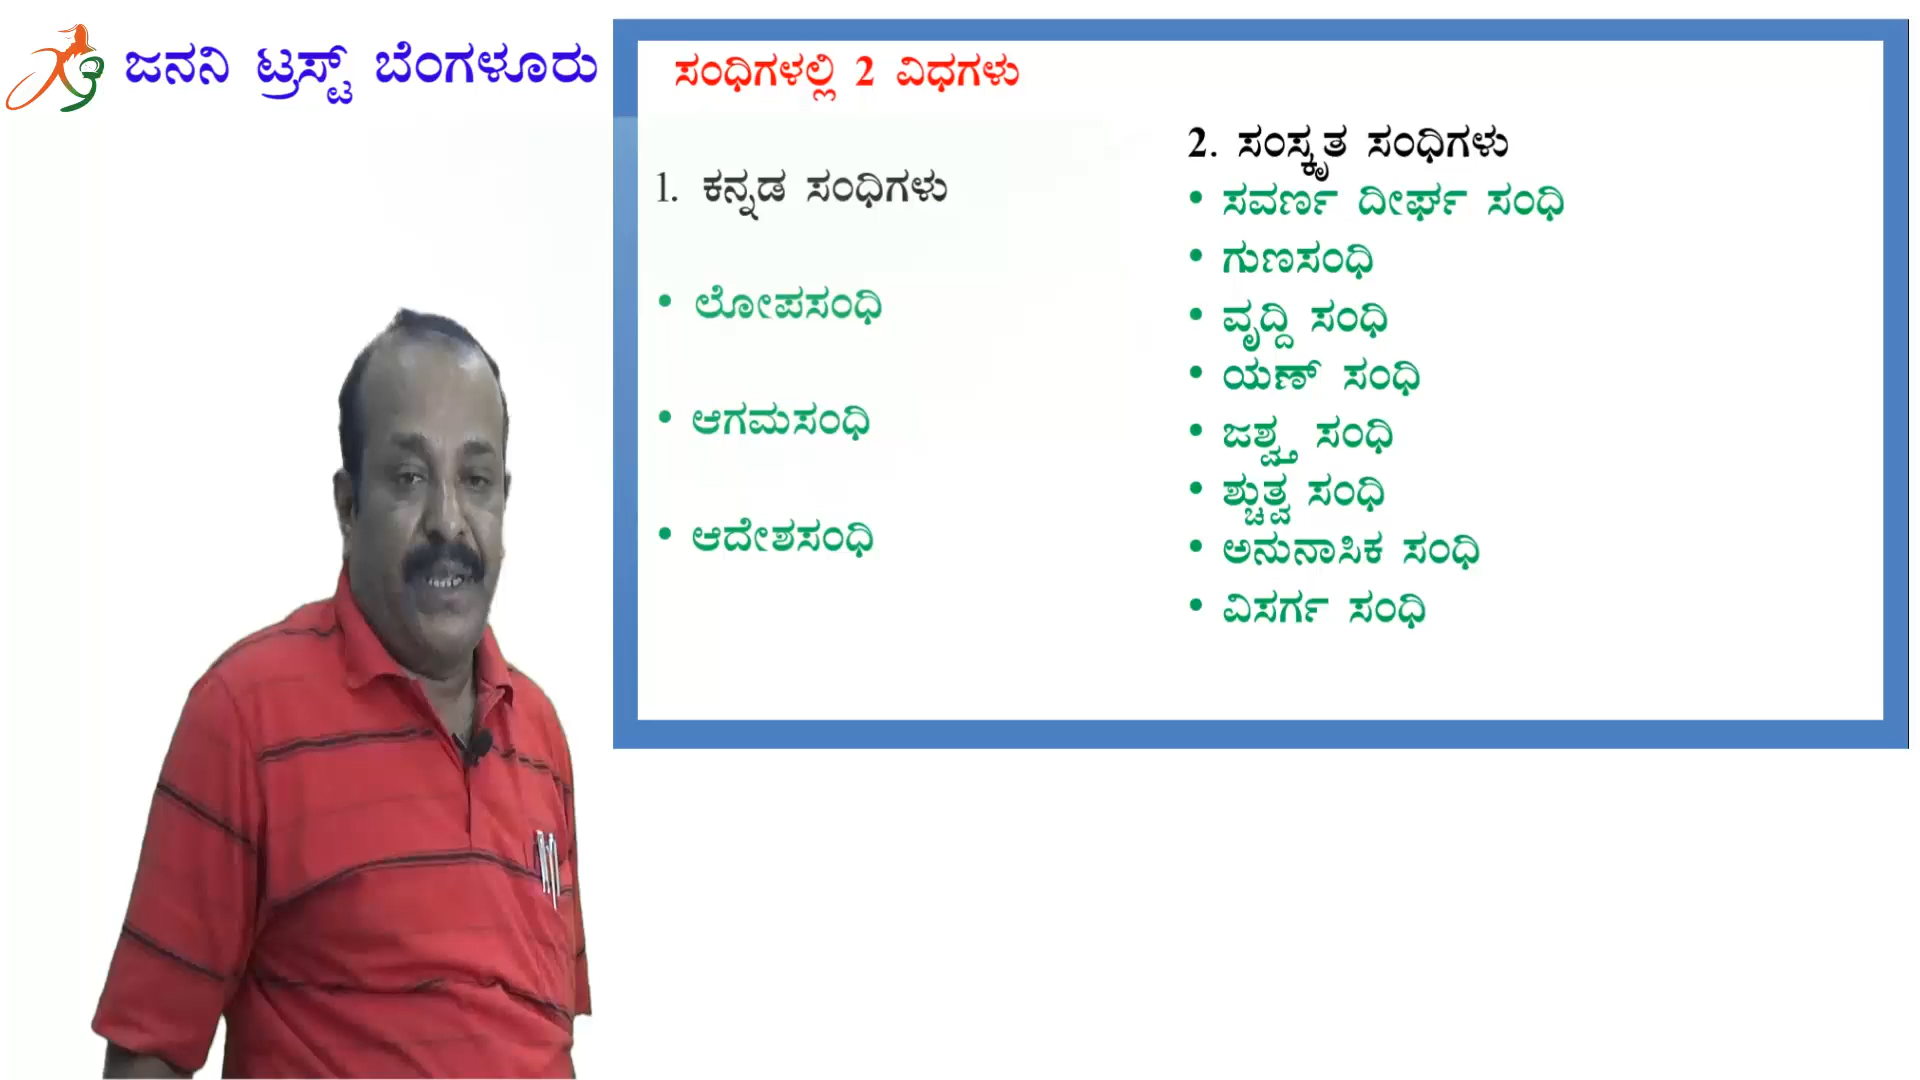 ಜನನಿ ಟ್ರಸ್ಟ್ ಬೆಂಗಳೂರು
ಸಂಧಿಗಳಲ್ಲಿ 2 ವಿಧಗಳು
1. ಕನ್ನಡ ಸಂಧಿಗಳು
• ಲೋಪಸಂಧಿ
• ಆಗಮಸಂಧಿ
• ಆದೇಶಸಂಧಿ
2. ಸಂಸ್ಕೃತ ಸಂಧಿಗಳು
• ಸವರ್ಣ ದೀರ್ಘ ಸಂಧಿ
• ಗುಣಸಂಧಿ
• ವೃದ್ದಿ ಸಂಧಿ
• ಯಣ್ ಸಂಧಿ
• ಜಶ್ತ್ವ ಸಂಧಿ
• ಶ್ಚುತ್ವ ಸಂಧಿ
• ಅನುನಾಸಿಕ ಸಂಧಿ
• ವಿಸರ್ಗ ಸಂಧಿ